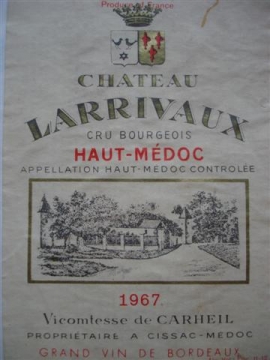 Produce of France
CHATEAU
LARRIVAUX
CRU BOURGEOIS
HAUT-MÉDOC
APPELLATION HAUT-MÉDOC CONTROLÉE
1967
Vicomtesse de CARHEIL
PROPRIÉTAIRE A CISSAC-MÉDOC
GRAND VIN DE BORDEAUX